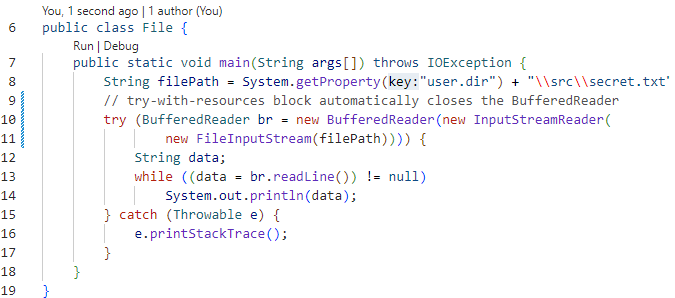 You, 1 second ago | 1 author (You)
6 public class File {
Run | Debug
7 public static void main(String args[]) throws IOException {
8 String filePath = System.getProperty(key:"user.dir") + "\\src\\secret.txt"
9 // try-with-resources block automatically closes the BufferedReader
10 try (BufferedReader br = new BufferedReader(new InputStreamReader(
11 new FileInputStream(filePath)))) {
12 String data;
13 while ((data = br.readLine()) != null)
14 System.out.println(data);
15 } catch (Throwable e) {
16 e.printStackTrace();
17 }
18 }
19 }